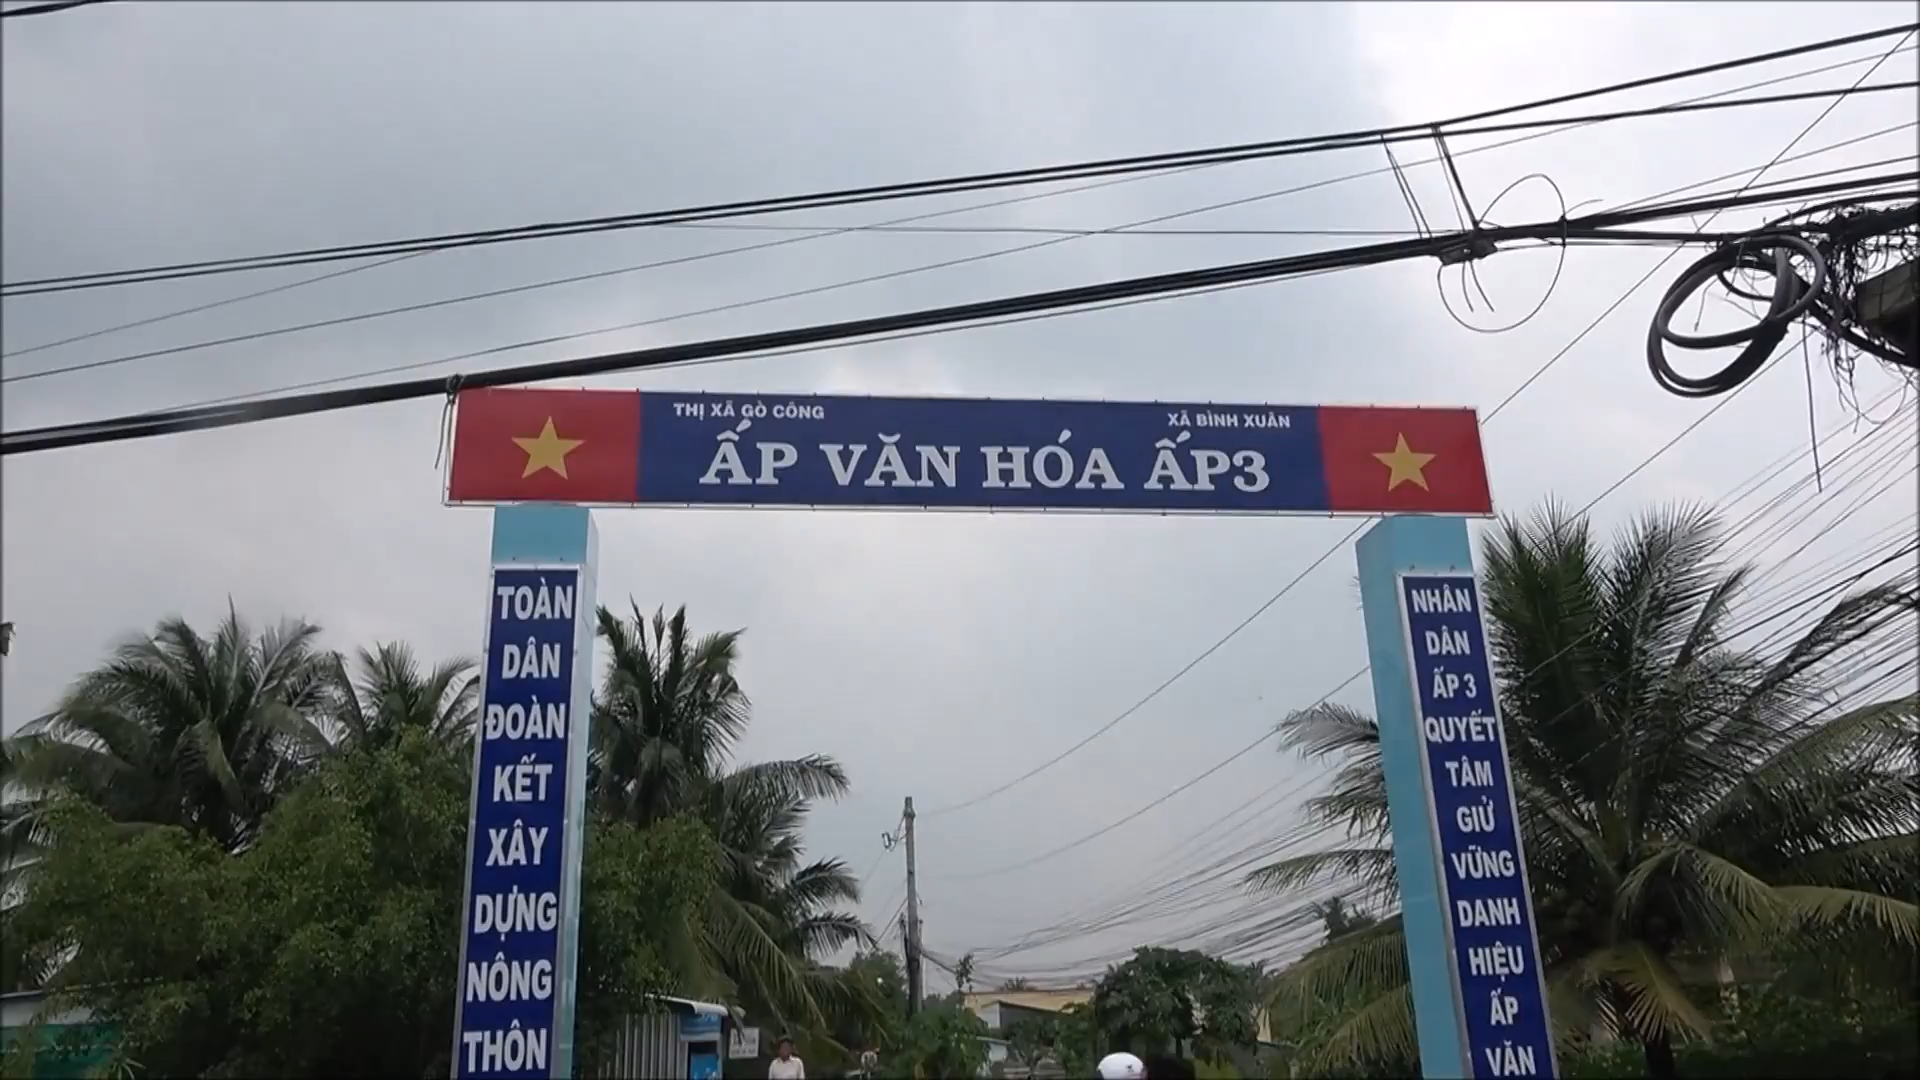 THỊ XÃ GÒ CÔNG
XÃ BÌNH XUÂN
ẤP VĂN HÓA ẤP3
TOÀN
DÂN
ĐOÀN
KẾT
XÂY
DỰNG
NÔNG
THÔN
NHÂN
DÂN
ẤP 3
QUYẾT
TÂM
GIỬ
VỮNG
DANH
HIỆU
ẤP
VĂN